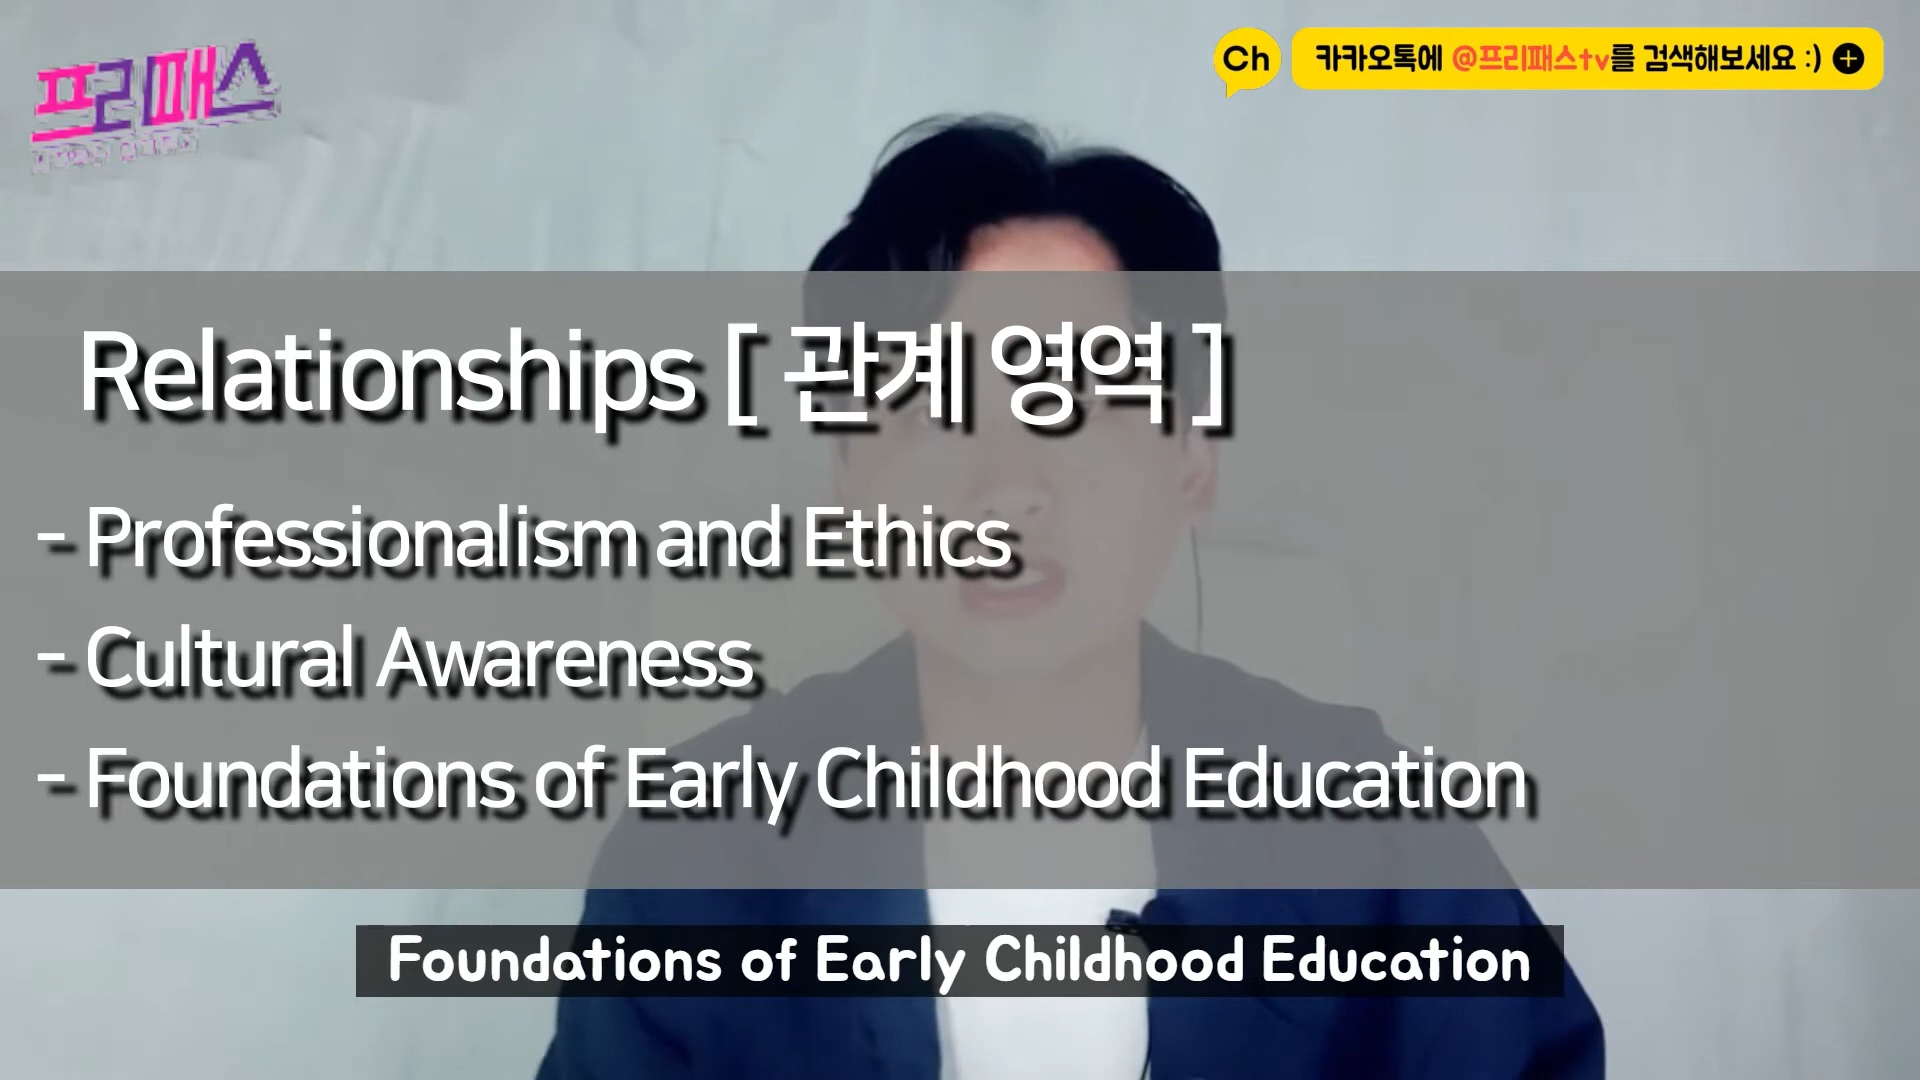 프리패스
Ch
카카오톡에 @프리패스tv를 검색해보세요 :)
Relationships [ 관계 영역 ]
- Professionalism and Ethics
- Cultural Awareness
- Foundations of Early Childhood Education
Foundations of Early Childhood Education